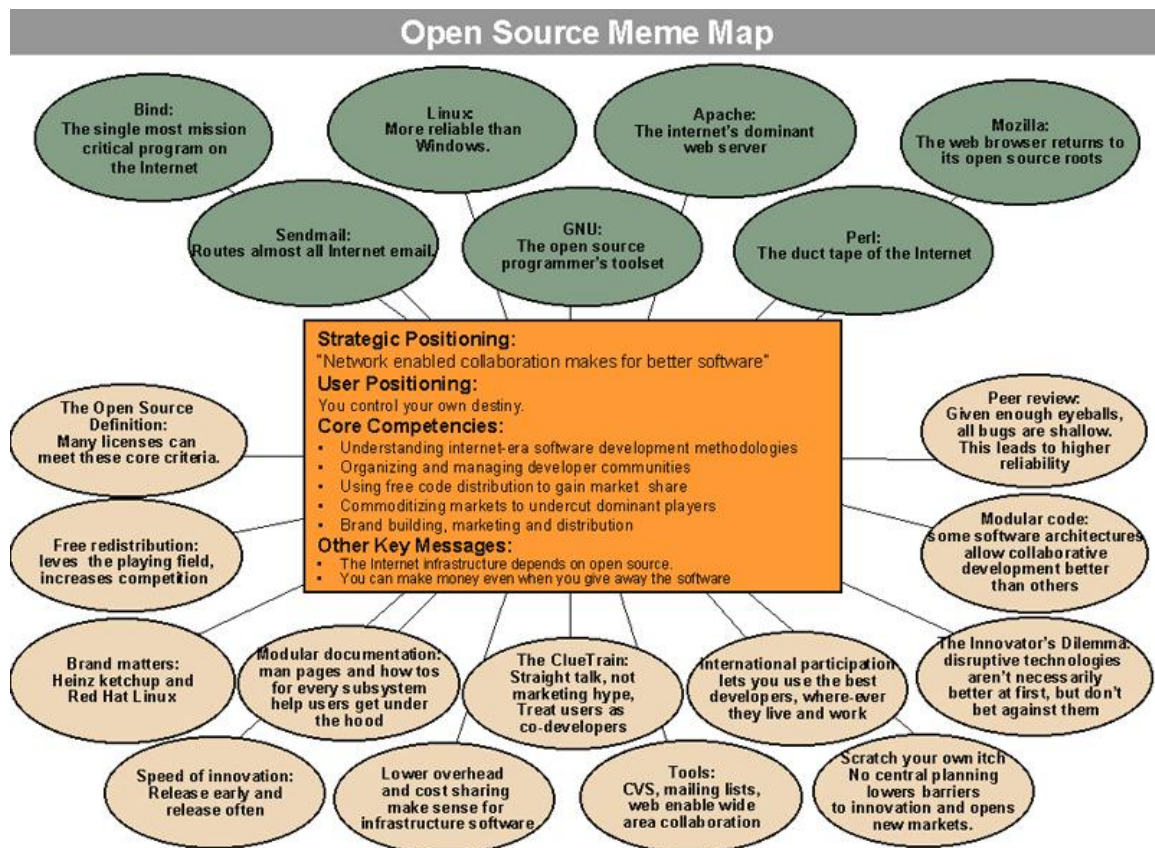 Open Source Meme Map
Bind:
The single most mission
critical program on
the Internet
Linux:
More reliable than
Windows.
Apache:
The internet's dominant
web server
Mozilla:
The web browser returns to
its open source roots
Sendmail:
Routes almost all Internet email.
GNU:
The open source
programmer's toolset
Perl:
The duct tape of the Internet
Strategic Positioning:
"Network enabled collaboration makes for better software"
User Positioning:
You control your own destiny.
Core Competencies:
• Understanding internet-era software development methodologies
• Organizing and managing developer communities
• Using free code distribution to gain market share
• Commoditizing markets to undercut dominant players
• Brand building, marketing and distribution
Other Key Messages:
• The Internet infrastructure depends on open source.
• You can make money even when you give away the software
The Open Source
Definition:
Many licenses can
meet these core criteria.
Peer review:
Given enough eyeballs,
all bugs are shallow.
This leads to higher
reliability
Free redistribution:
leves the playing field,
increases competition
Modular code:
some software architectures
allow collaborative
development better
than others
Brand matters:
Heinz ketchup and
Red Hat Linux
Modular documentation:
man pages and how tos
for every subsystem
help users get under
the hood
The ClueTrain:
Straight talk, not
marketing hype,
Treat users as
co-developers
International participation
lets you use the best
developers, where-ever
they live and work
The Innovator's Dilemma:
disruptive technologies
aren't necessarily
better at first, but don't
bet against them
Speed of innovation:
Release early and
release often
Lower overhead
and cost sharing
make sense for
infrastructure software
Tools:
CVS, mailing lists,
web enable wide
area collaboration
Scratch your own itch
No central planning
lowers barriers
to innovation and opens
new markets.